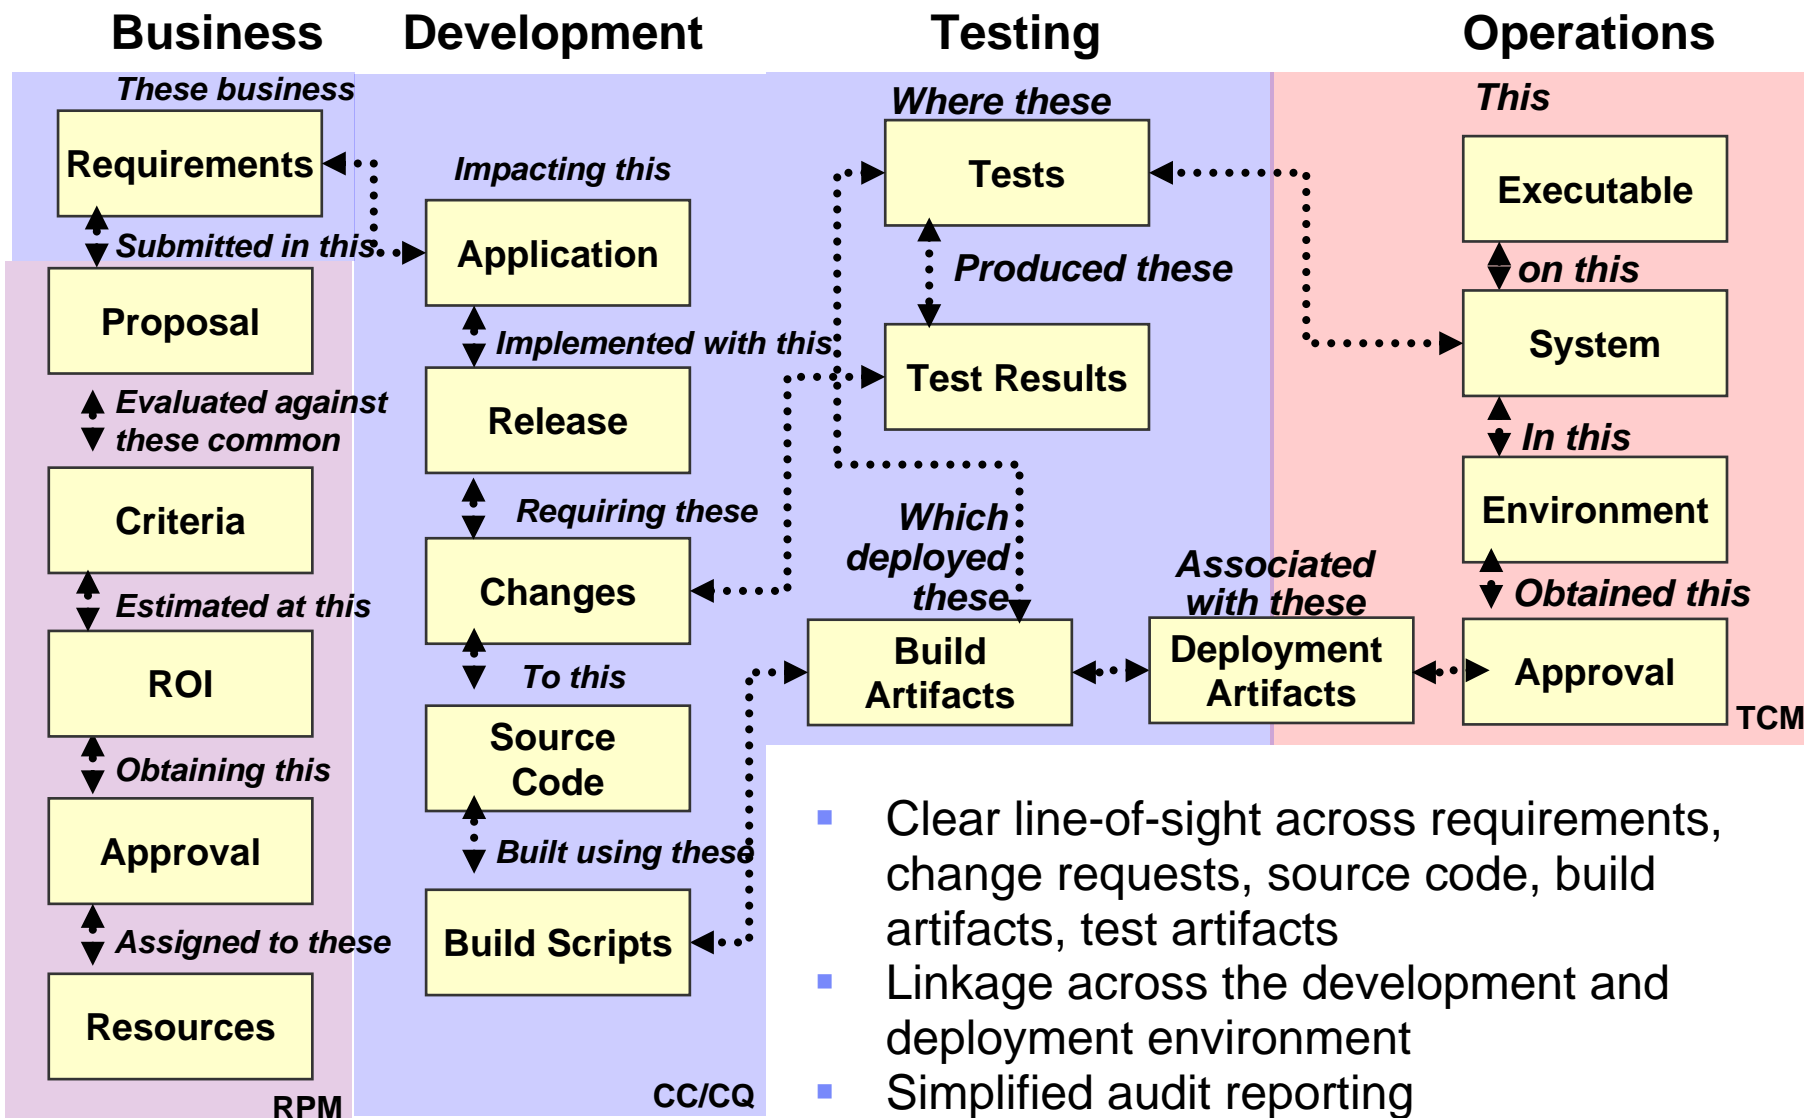 Business
Development
Testing
Operations
These business
Requirements
Submitted in this
Proposal
Evaluated against
these common
Criteria
Estimated at this
ROI
Obtaining this
Approval
Assigned to these
Resources
RPM
Impacting this
Application
Implemented with this
Release
Requiring these
Changes
To this
Source
Code
Built using these
Build Scripts
CC/CQ
Where these
Tests
Produced these
Test Results
Which
deployed
these
Build
Artifacts
Associated
with these
Deployment
Artifacts
This
Executable
on this
System
In this
Environment
Obtained this
Approval
TCM
▪ Clear line-of-sight across requirements,
change requests, source code, build
artifacts, test artifacts
▪ Linkage across the development and
deployment environment
▪ Simplified audit reporting